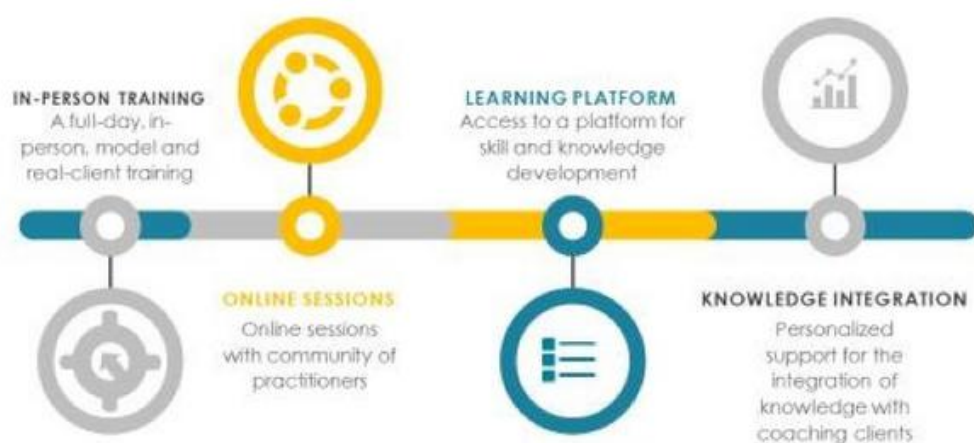 IN-PERSON TRAINING
A full-day, in-
person, model and
real-client training
ONLINE SESSIONS
Online sessions
with community of
practitioners
LEARNING PLATFORM
Access to a platform for
skill and knowledge
development
KNOWLEDGE INTEGRATION
Personalized
support for the
integration of
knowledge with
coaching clients